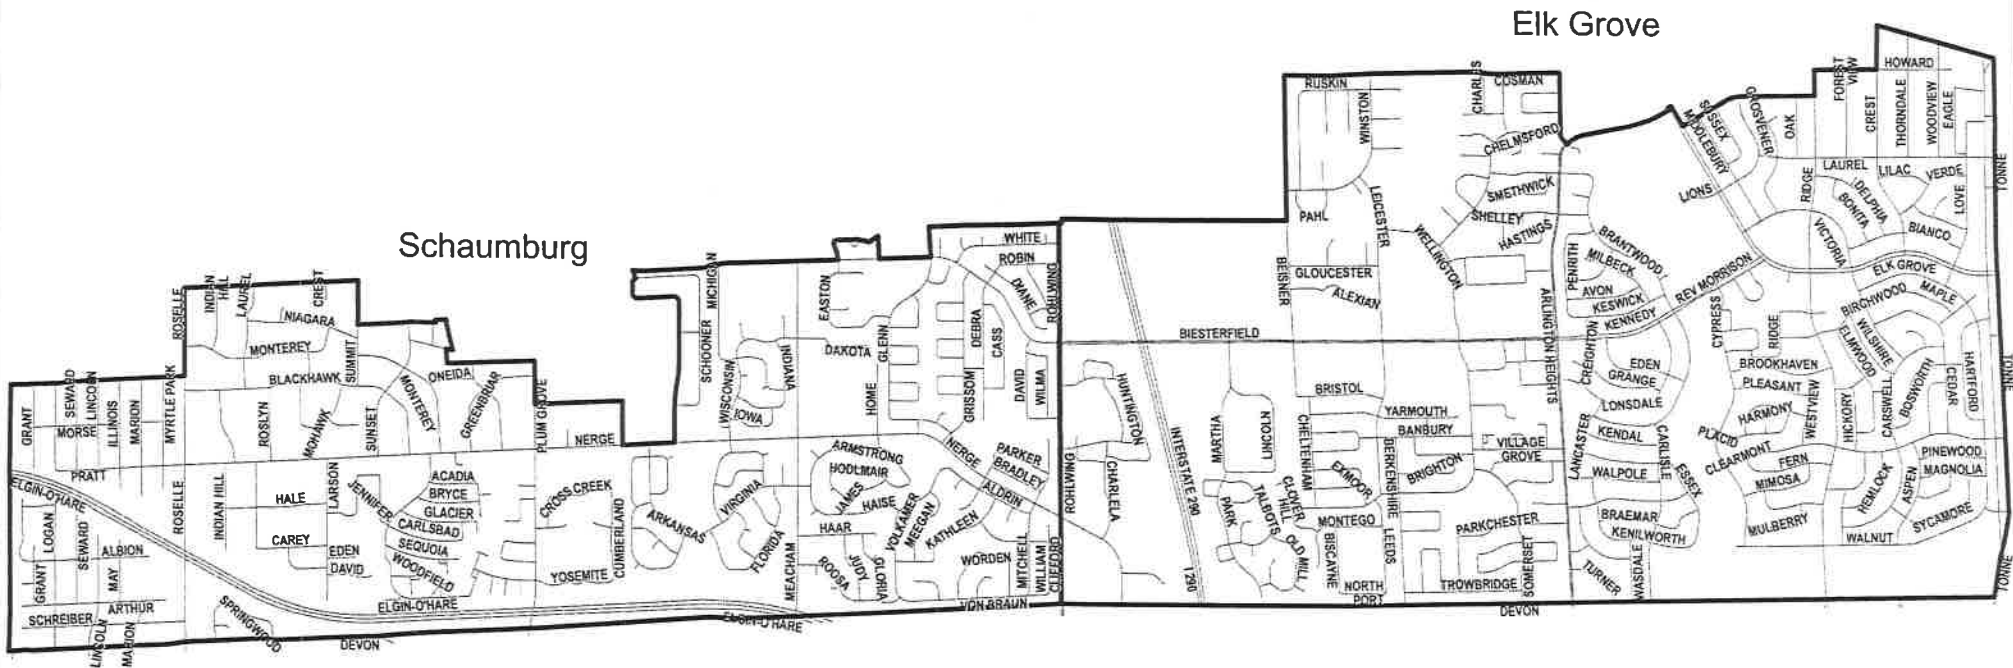 Elk Grove
Schaumburg
RUSKIN
WINSTON
CHARLES
COSMAN
CHELMSFORD
SMETHWICK
SHELLEY
HASTINGS
PAHL
LEICESTER
WELLINGTON
GLOUCESTER
ALEXIAN
BEISNER
BIESTERFIELD
ARLINGTON HEIGHTS
SUSSEX
MIDDLEBURY
GROSVENER
OAK
FOREST
VIEW
HOWARD
CREST
THORNDALE
WOODVIEW
EAGLE
LIONS
LAUREL
LILAC
VERDE
LOVE
TONNE
RIDGE
DELPHIA
BONITA
VICTORIA
BIANCO
ELK GROVE
BRANTWOOD
PENRITH
MILBECK
AVON
KESWICK
KENNEDY
REV MORRISON
BIRCHWOOD
MAPLE
CYPRESS
RIDGE
WILSHIRE
ELMWOOD
CREIGHTON
EDEN
GRANGE
LONSDALE
BROOKHAVEN
PLEASANT
HARMONY
WESTVIEW
PLACID
HICKORY
CARSWELL
BOSWORTH
CEDAR
HARTFORD
TONNE
LANCASTER
KENDAL
CARLISLE
WALPOLE
ESSEX
CLEARMONT
FERN
MIMOSA
MULBERRY
HEMLOCK
ASPEN
PINEWOOD
MAGNOLIA
SYCAMORE
WALNUT
BRAEMAR
KENILWORTH
TURNER
WASDALE
TONNE
HUNTINGTON
INTERSTATE 290
I 290
MARTHA
LINCOLN
BRISTOL
CHELTENHAM
YARMOUTH
BANBURY
VILLAGE
GROVE
EXMOOR
BERKENSHIRE
BRIGHTON
PARK
TALBOTS
CLOVER
HILL
OLD MILL
MONTEGO
BISCAYNE
LEEDS
PARKCHESTER
SOMERSET
TROWBRIDGE
NORTH
PORT
DEVON
ROHLWING
CHARLELA
WHITE
ROBIN
DIANE
ROHLWING
EASTON
GLENN
DEBRA
CASS
DAKOTA
HOME
GRISSOM
DAVID
WILMA
MICHIGAN
SCHOONER
WISCONSIN
INDIANA
IOWA
ARMSTRONG
HODLMAIR
NERGE
PARKER
BRADLEY
ALDRIN
JAMES
HAISE
HAAR
VOLKAMER
MEEGAN
KATHLEEN
WORDEN
MITCHELL
WILLIAM
CLIFFORD
ROOSA
JUDY
GLORIA
VON BRAUN
MEACHAM
VIRGINIA
FLORIDA
ARKANSAS
ELGIN-O'HARE
ROSELLE
INDIAN
HILL
LAUREL
CREST
NIAGARA
MONTEREY
SUMMIT
BLACKHAWK
MONTEREY
ONEIDA
GREENBRIAR
PLUM GROVE
NERGE
GRANT
SEWARD
LINCOLN
MORSE
ILLINOIS
MARION
MYRTLE PARK
ROSLYN
MOHAWK
SUNSET
PRATT
ELGIN-O'HARE
LOGAN
SEWARD
ALBION
GRANT
MAY
ARTHUR
SCHREIBER
LINCOLN
MARION
SPRINGWOOD
DEVON
ROSELLE
INDIAN HILL
HALE
LARSON
JENNIFER
CAREY
EDEN
DAVID
ACADIA
BRYCE
GLACIER
CARLSBAD
SEQUOIA
WOODFIELD
CROSS CREEK
CUMBERLAND
YOSEMITE
ELGIN-O'HARE